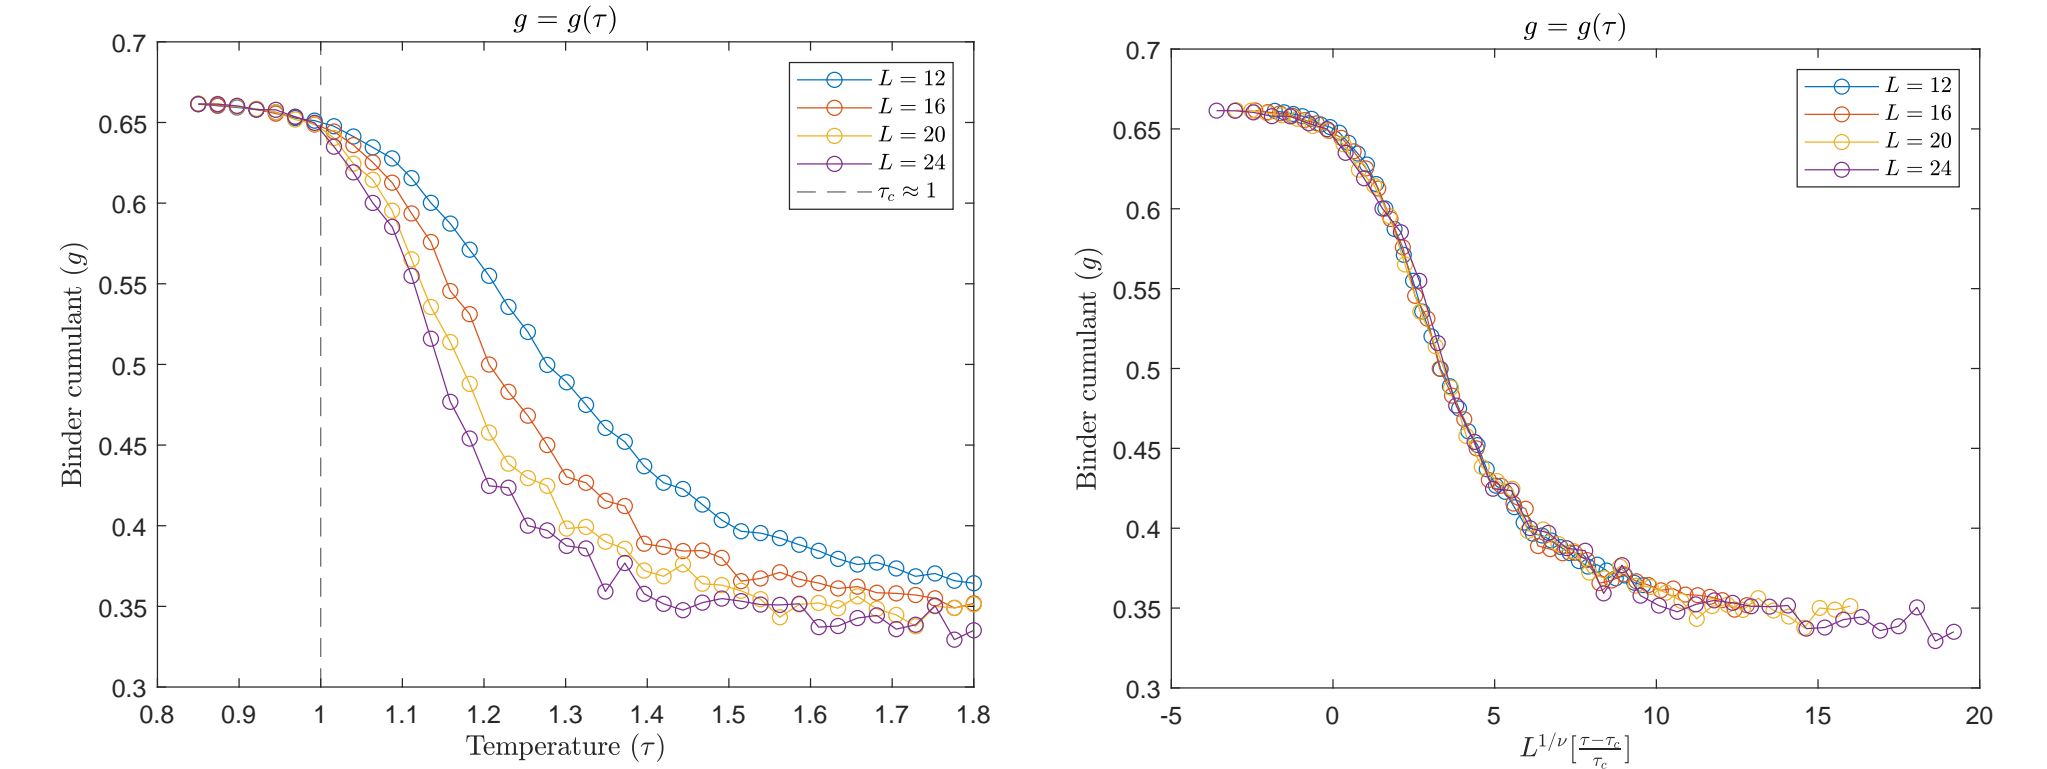 g = g(τ)
0.7
0.65
0.6
0.55
0.5
0.45
0.4
0.35
0.3
Binder cumulant (g)
0.8 0.9 1 1.1 1.2 1.3 1.4 1.5 1.6 1.7 1.8
Temperature (τ)
L = 12
L = 16
L = 20
L = 24
τ_c ≈ 1
g = g(τ)
0.7
0.65
0.6
0.55
0.5
0.45
0.4
0.35
0.3
Binder cumulant (g)
-5 0 5 10 15 20
L^{1/ν}[\frac{τ−τ_c}{τ_c}]
L = 12
L = 16
L = 20
L = 24